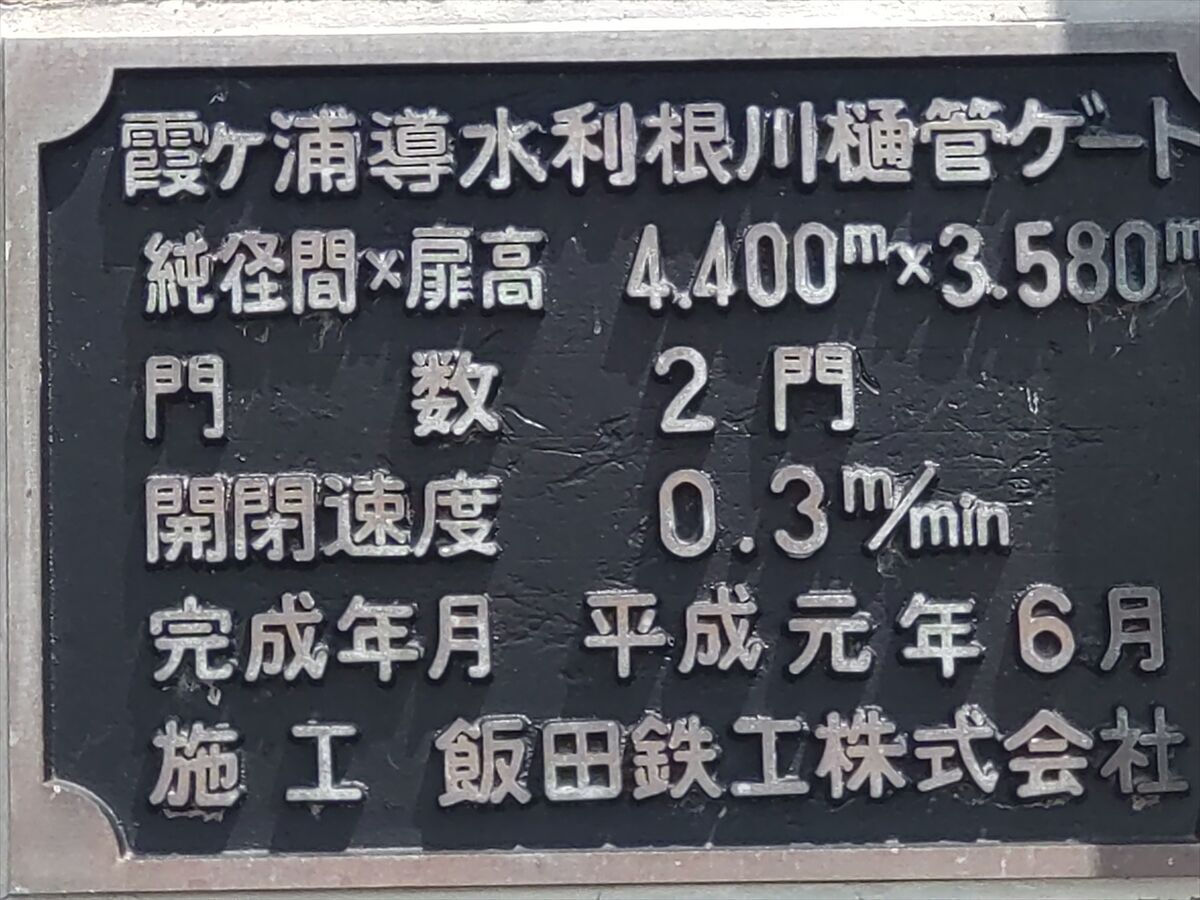 霞ケ浦導水利根川樋管ゲート
純径間×扉高 4.400m×3.580m
門 数 2門
開閉速度 0.3m/min
完成年月 平成元年6月
施工 飯田鉄工株式会社